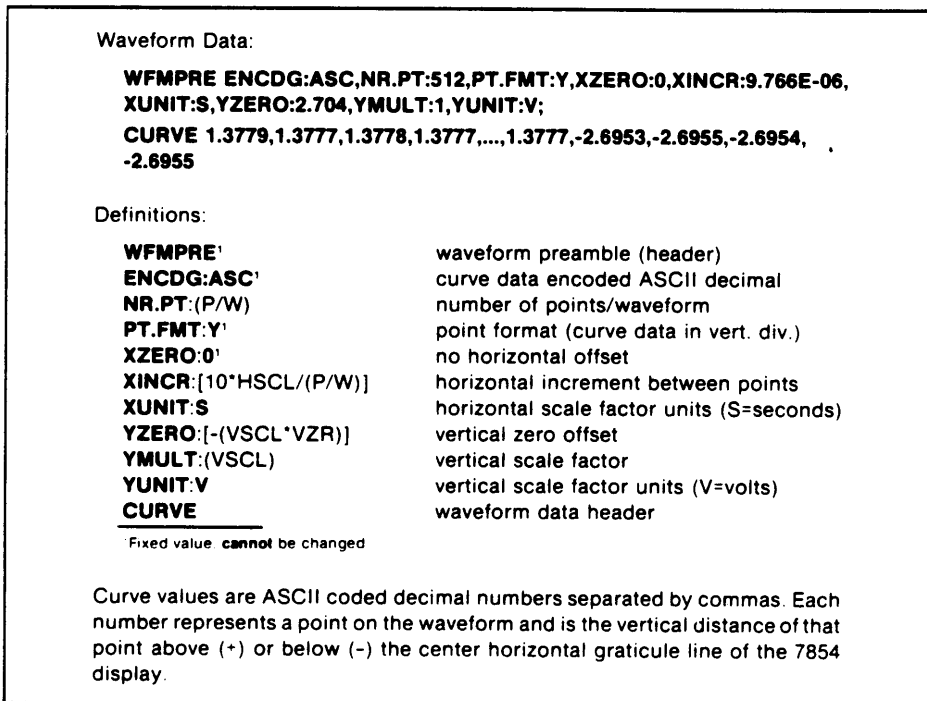 Waveform Data:
WFMPRE ENCDG:ASC,NR.PT:512,PT.FMT:Y,XZERO:0,XINCR:9.766E-06,
XUNIT:S,YZERO:2.704,YMULT:1,YUNIT:V;
CURVE 1.3779,1.3777,1.3778,1.3777,...,1.3777,-2.6953,-2.6955,-2.6954,
-2.6955
Definitions:
WFMPRE¹ waveform preamble (header)
ENCDG:ASC¹ curve data encoded ASCII decimal
NR.PT:(P/W) number of points/waveform
PT.FMT:Y¹ point format (curve data in vert. div.)
XZERO:0¹ no horizontal offset
XINCR:[10*HSCL/(P/W)] horizontal increment between points
XUNIT:S horizontal scale factor units (S=seconds)
YZERO:[-(VSCL*VZR)] vertical zero offset
YMULT:(VSCL) vertical scale factor
YUNIT:V vertical scale factor units (V=volts)
CURVE waveform data header
¹Fixed value. cannot be changed
Curve values are ASCII coded decimal numbers separated by commas. Each
number represents a point on the waveform and is the vertical distance of that
point above (+) or below (-) the center horizontal graticule line of the 7854
display.